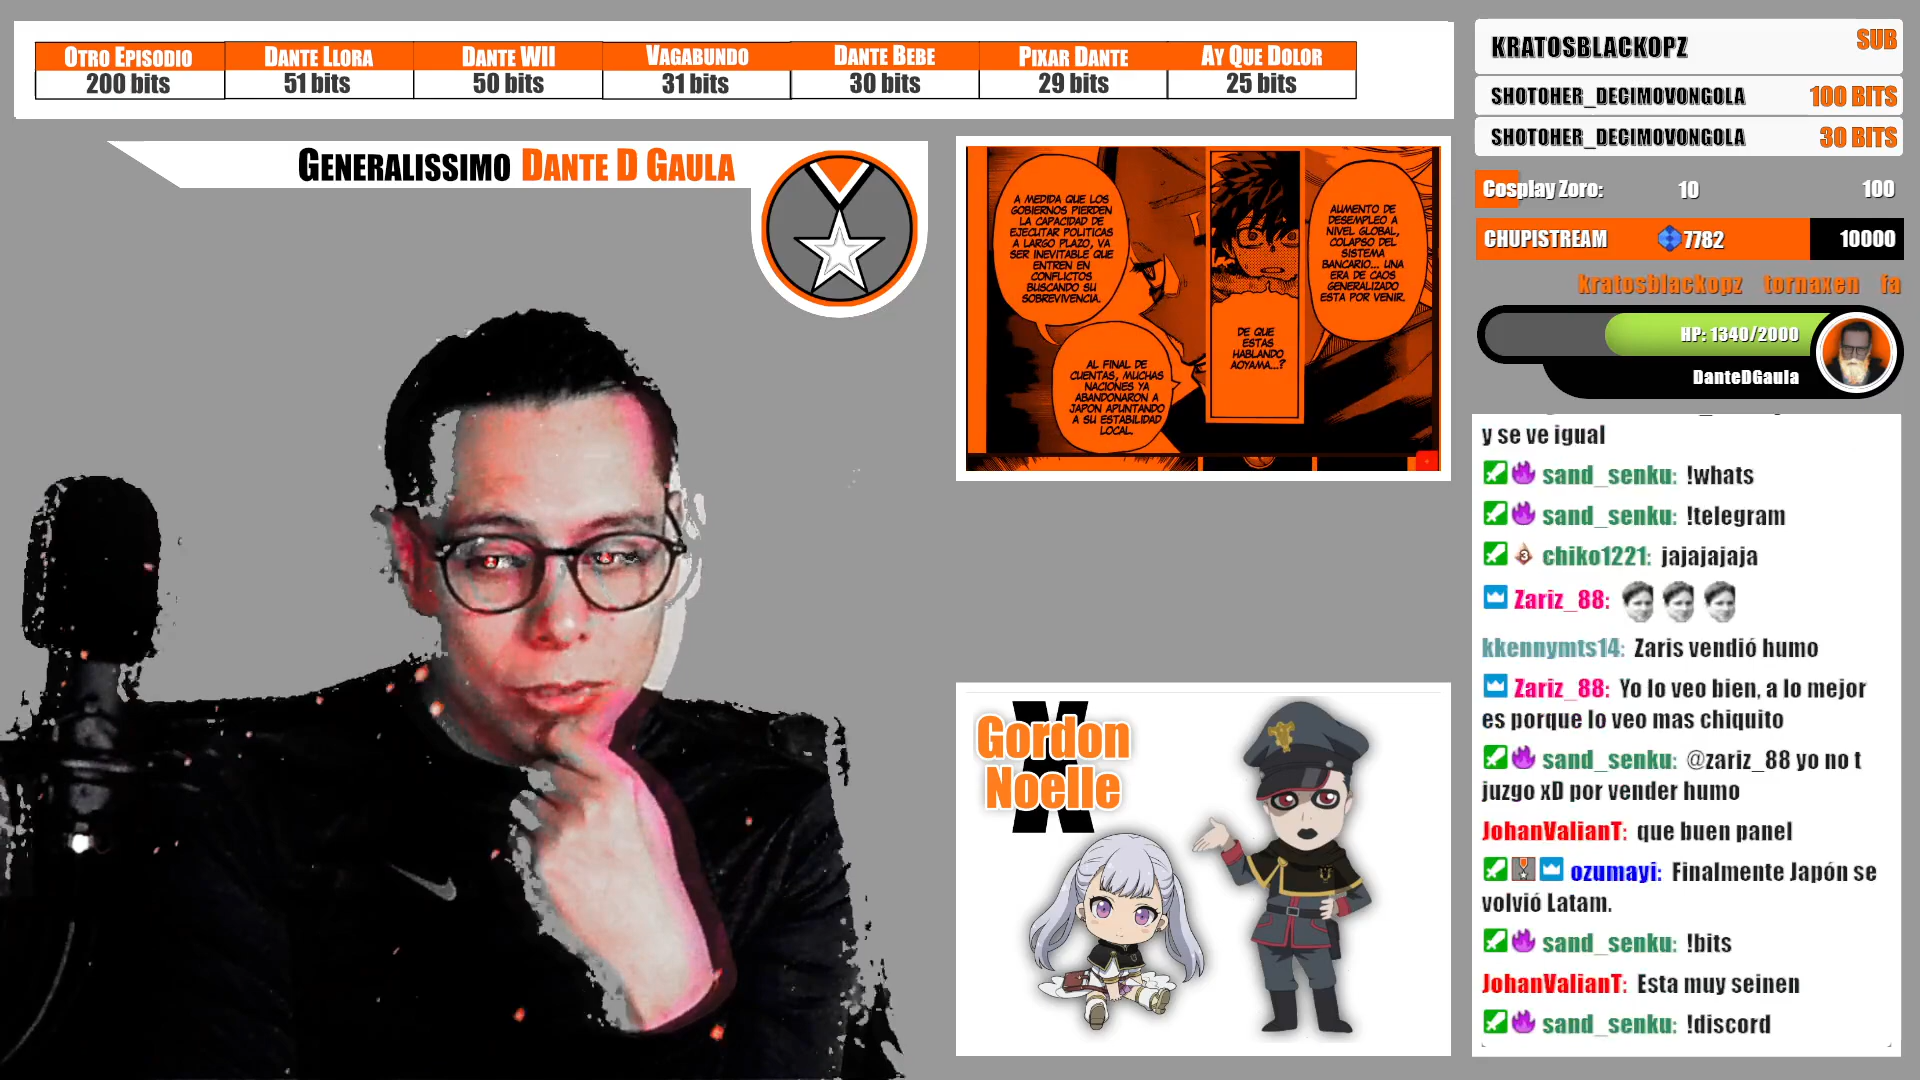 OTRO EPISODIO
200 bits
DANTE LLORA
51 bits
DANTE WII
50 bits
VAGABUNDO
31 bits
DANTE BEBE
30 bits
PIXAR DANTE
29 bits
AY QUE DOLOR
25 bits
GENERALISSIMO DANTE D GAULA
A MEDIDA QUE LOS
GOBIERNOS PIERDEN
LA CAPACIDAD DE
EJECUTAR POLITICAS
A LARGO PLAZO, VA
SER INEVITABLE QUE
ENTREN EN
CONFLICTOS
BUSCANDO SU
SOBREVIVENCIA.
AL FINAL DE
CUENTAS, MUCHAS
NACIONES YA
ABANDONARON A
JAPON APUNTANDO
A SU ESTABILIDAD
LOCAL.
DE QUE
ESTAS
HABLANDO
AOYAMA...?
AUMENTO DE
DESEMPLEO A
NIVEL GLOBAL,
COLAPSO DEL
SISTEMA
BANCARIO... UNA
ERA DE CAOS
GENERALIZADO
ESTA POR VENIR.
X
Gordon
Noelle
KRATOSBLACKOPZ SUB
SHOTOHER_DECIMOVONGOLA 100 BITS
SHOTOHER_DECIMOVONGOLA 30 BITS
Cosplay Zoro: 10 100
CHUPISTREAM 7782 10000
kratosblackopz tornaxen fa
HP: 1340/2000
DanteDGaula
y se ve igual
sand_senku: !whats
sand_senku: !telegram
3 chiko1221: jajajajaja
Zariz_88:
kkennymts14: Zaris vendió humo
Zariz_88: Yo lo veo bien, a lo mejor
es porque lo veo mas chiquito
sand_senku: @zariz_88 yo no t
juzgo xD por vender humo
JohanValianT: que buen panel
ozumayi: Finalmente Japón se
volvió Latam.
sand_senku: !bits
JohanValianT: Esta muy seinen
sand_senku: !discord